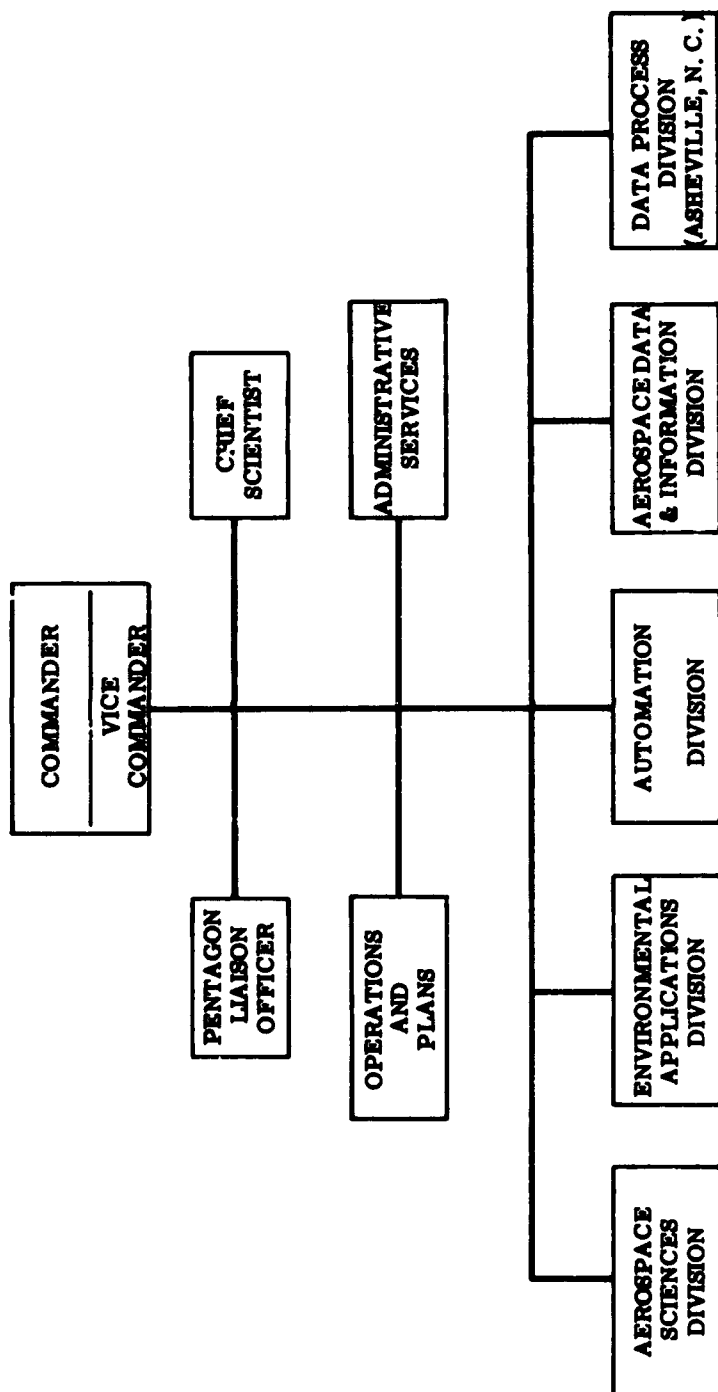 COMMANDER
VICE
COMMANDER
PENTAGON
LIAISON
OFFICER
CHIEF
SCIENTIST
OPERATIONS
AND
PLANS
ADMINISTRATIVE
SERVICES
AEROSPACE
SCIENCES
DIVISION
ENVIRONMENTAL
APPLICATIONS
DIVISION
AUTOMATION
DIVISION
AEROSPACE DATA
& INFORMATION
DIVISION
DATA PROCESS
DIVISION
(ASHEVILLE, N. C.)